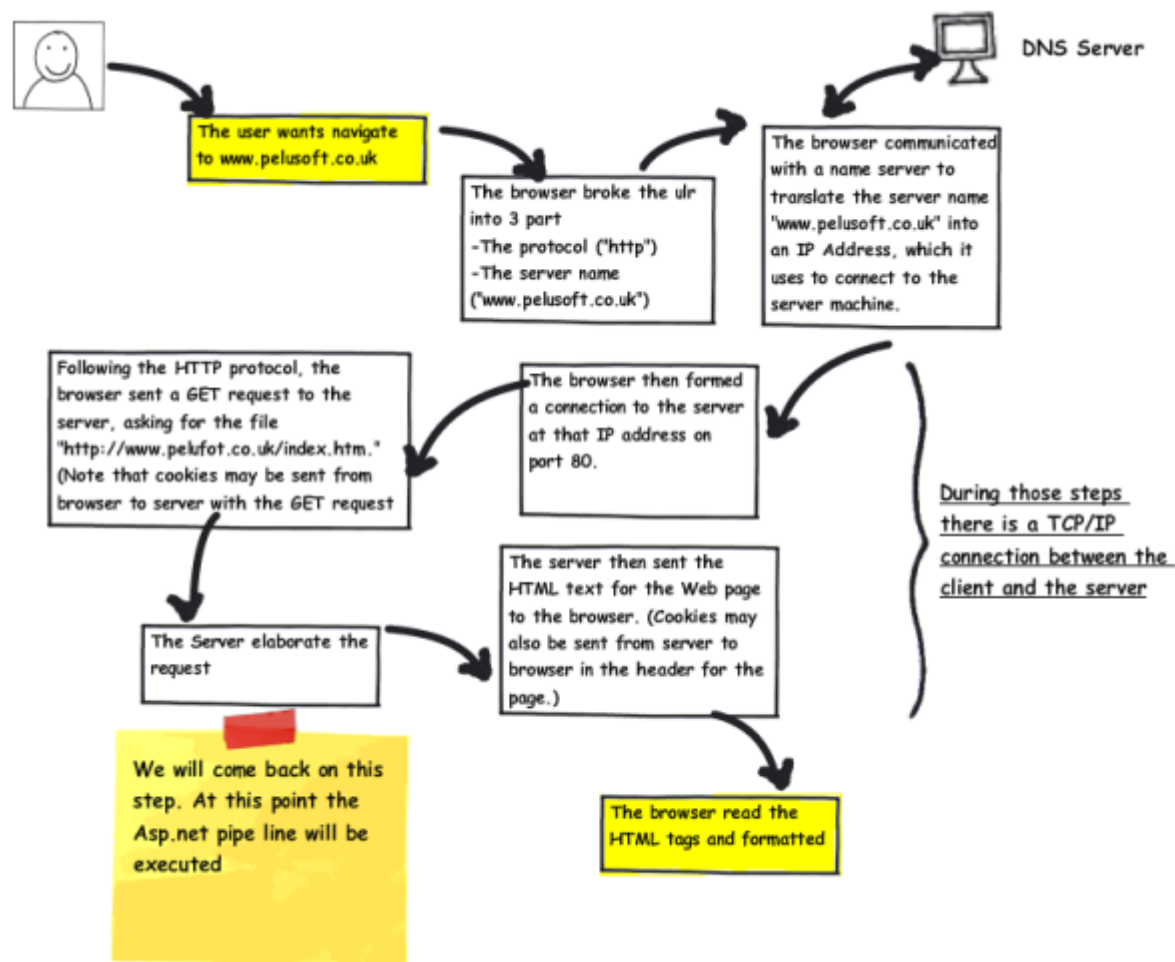 DNS Server
The user wants navigate
to www.pelusoft.co.uk
The browser broke the ulr
into 3 part
-The protocol ("http")
-The server name
("www.pelusoft.co.uk")
The browser communicated
with a name server to
translate the server name
"www.pelusoft.co.uk" into
an IP Address, which it
uses to connect to the
server machine.
The browser then formed
a connection to the server
at that IP address on
port 80.
Following the HTTP protocol, the
browser sent a GET request to the
server, asking for the file
"http://www.pelufot.co.uk/index.htm."
(Note that cookies may be sent from
browser to server with the GET request
During those steps
there is a TCP/IP
connection between the
client and the server
The Server elaborate the
request
The server then sent the
HTML text for the Web page
to the browser. (Cookies may
also be sent from server to
browser in the header for the
page.)
We will come back on this
step. At this point the
Asp.net pipe line will be
executed
The browser read the
HTML tags and formatted